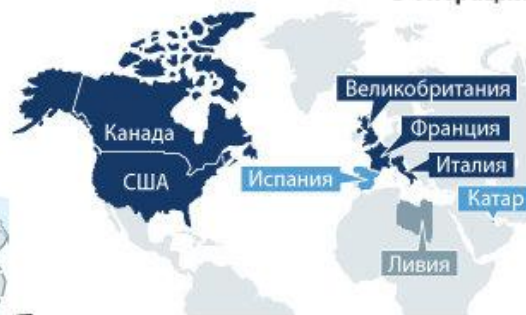 Великобритания
Канада
Франция
США
Италия
Испания
Катар
Ливия